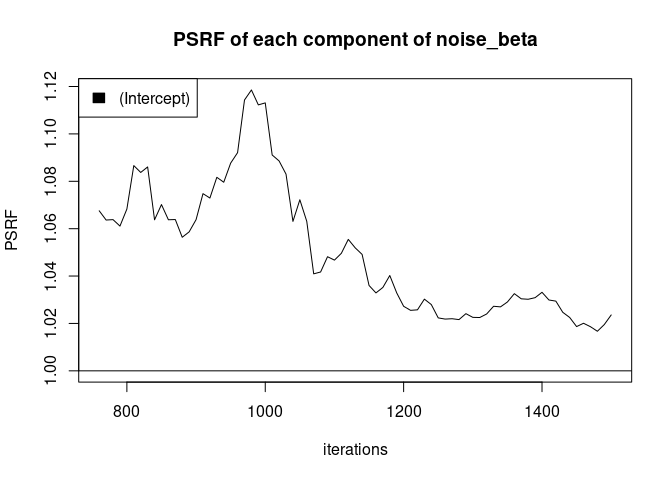 PSRF of each component of noise_beta
(Intercept)
PSRF
1.12
1.10
1.08
1.06
1.04
1.02
1.00
800 1000 1200 1400
iterations